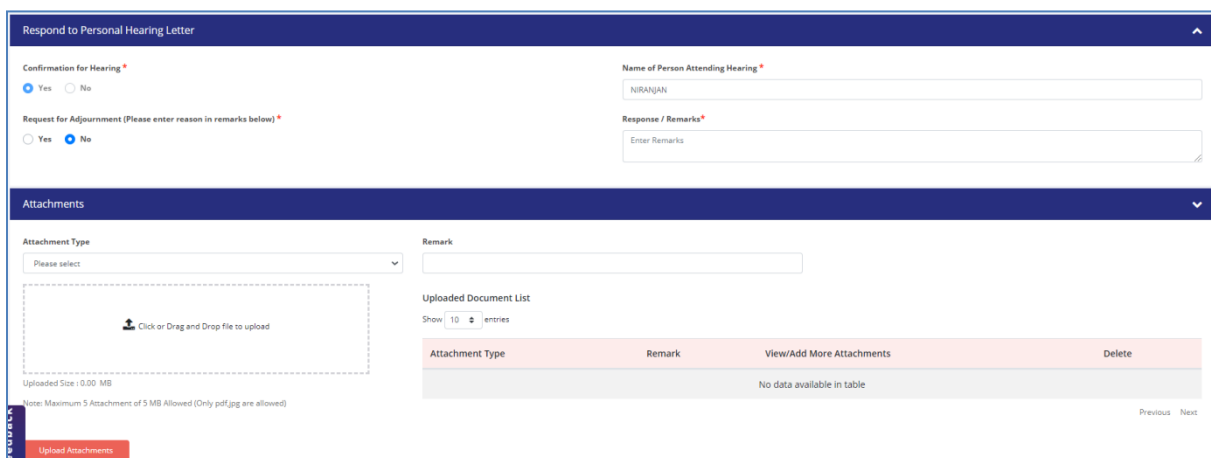 Respond to Personal Hearing Letter
Confirmation for Hearing *
Yes No
Name of Person Attending Hearing *
NIRANJAN
Request for Adjournment (Please enter reason in remarks below) *
Yes No
Response / Remarks*
Enter Remarks
Attachments
Attachment Type
Please select
Remark
Click or Drag and Drop file to upload
Uploaded Size : 0.00 MB
Note: Maximum 5 Attachment of 5 MB Allowed (Only pdf,jpg are allowed)
Uploaded Document List
Show 10 entries
Attachment Type Remark View/Add More Attachments Delete
No data available in table
Previous Next
Upload Attachments